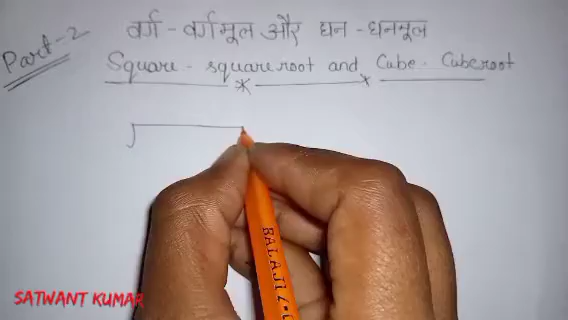 Part-2
वर्ग - वर्गमूल और घन - घनमूल
Square - square root and Cube - Cuberoot
BALAJI
SATWANT KUMAR